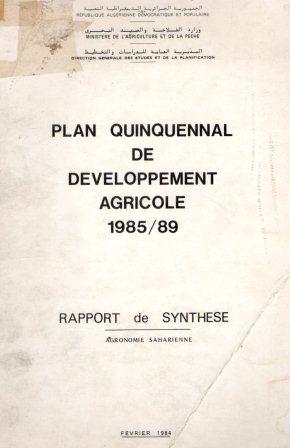 الجمهورية الجزائرية الديمقراطية الشعبية
REPUBLIQUE ALGERIENNE DÉMOCRATIQUE ET POPULAIRE
وزارة الفلاحة والصيد البحري
MINISTERE DE L'AGRICULTURE ET DE LA PECHE
المديرية العامة للدراسات والتخطيط
DIRECTION GENERALE DES ETUDES ET DE LA PLANIFICATION
PLAN QUINQUENNAL
DE
DEVELOPPEMENT
AGRICOLE
1985/89
RAPPORT de SYNTHESE
AGRONOMIE SAHARIENNE
FÉVRIER 1984